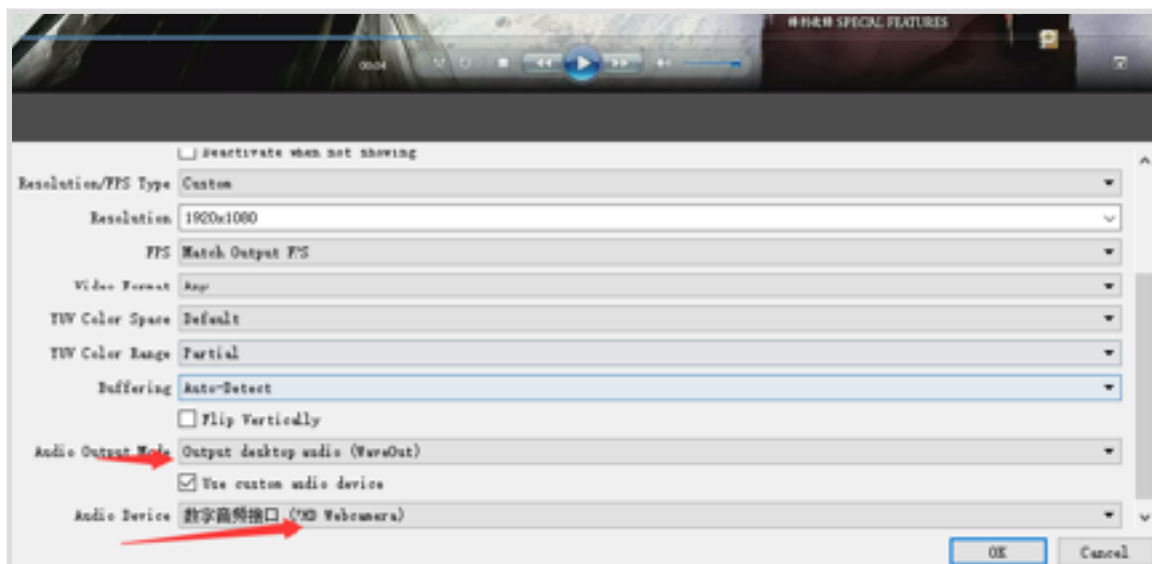 SPECIAL FEATURES
00:04
Deactivate when not showing
Resolution/FPS Type Custom
Resolution 1920x1080
FPS Match Output FPS
Video Format Any
YUV Color Space Default
YUV Color Range Partial
Buffering Auto-Detect
Flip Vertically
Audio Output Mode Output desktop audio (WaveOut)
Use custom audio device
Audio Device 数字音频接口 Webcamera)
OK Cancel